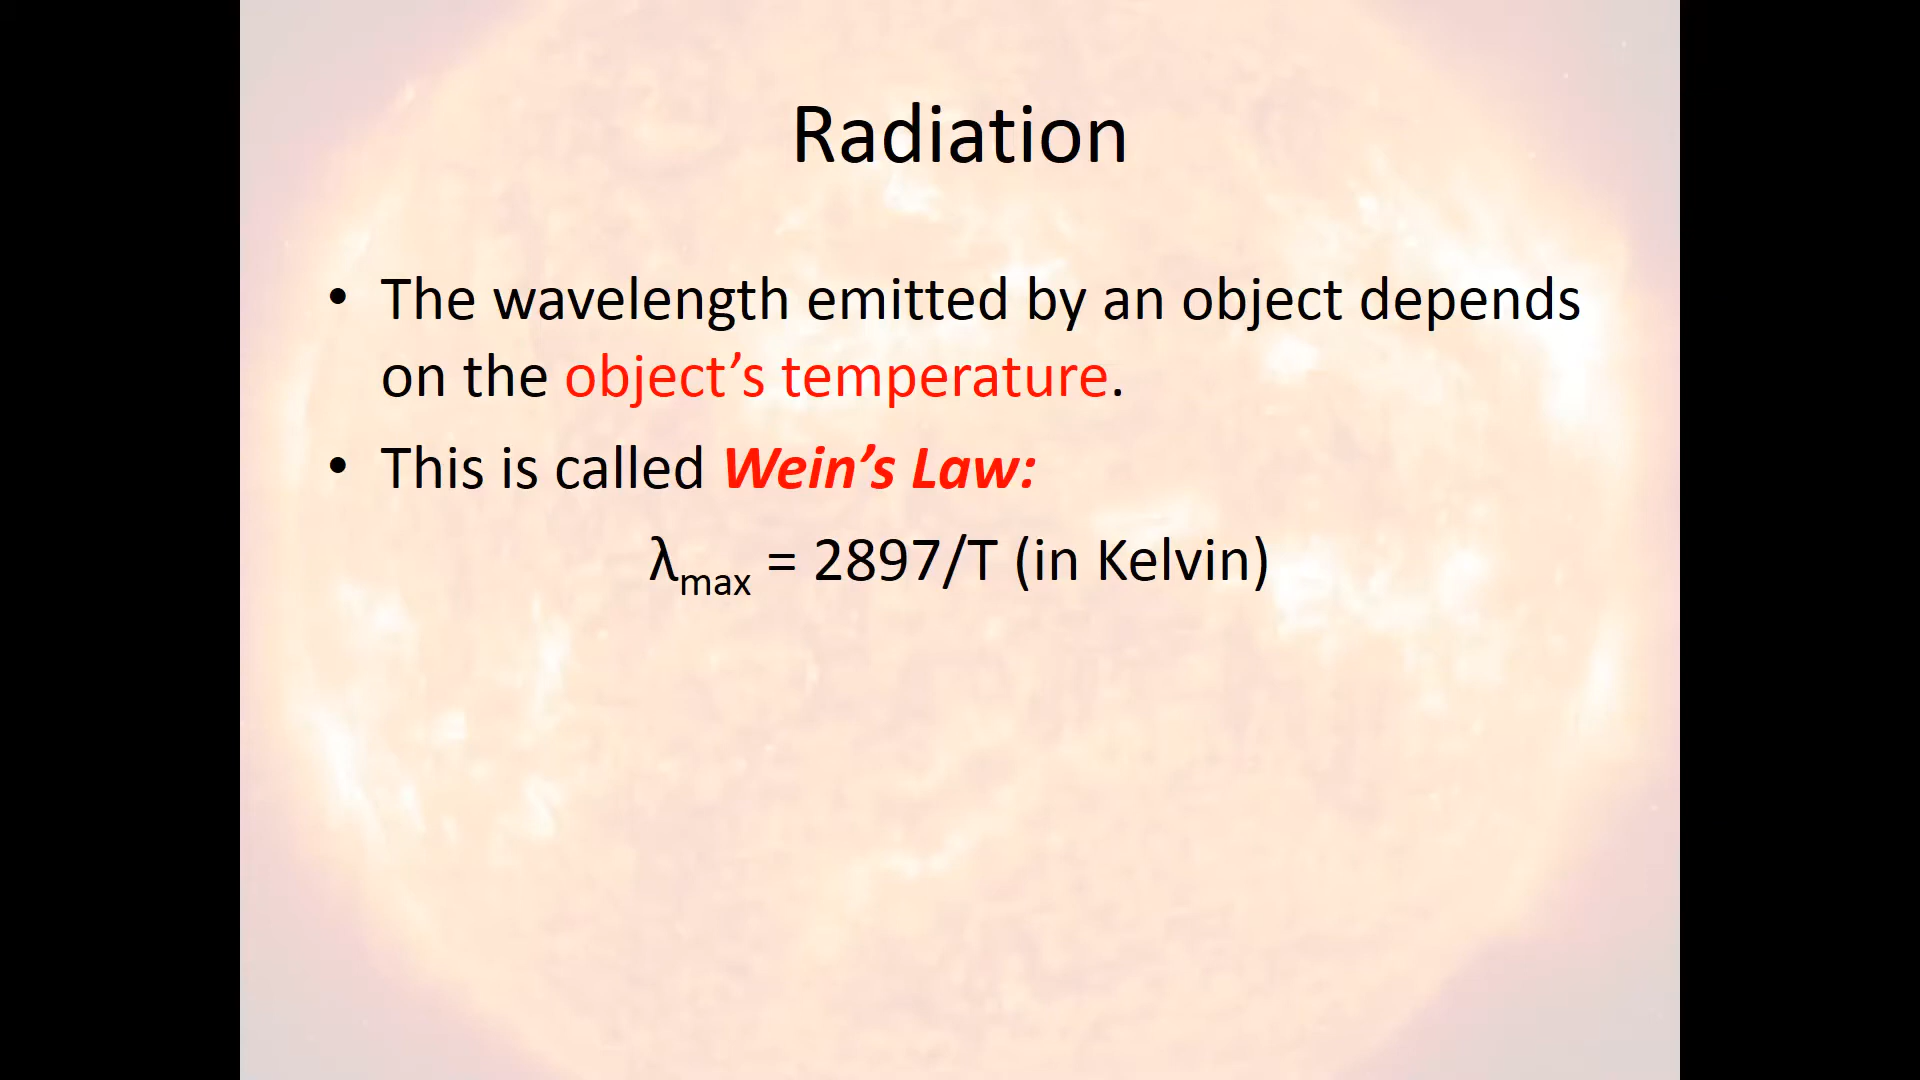 Radiation
• The wavelength emitted by an object depends
on the object’s temperature.
• This is called Wein’s Law:
λmax = 2897/T (in Kelvin)